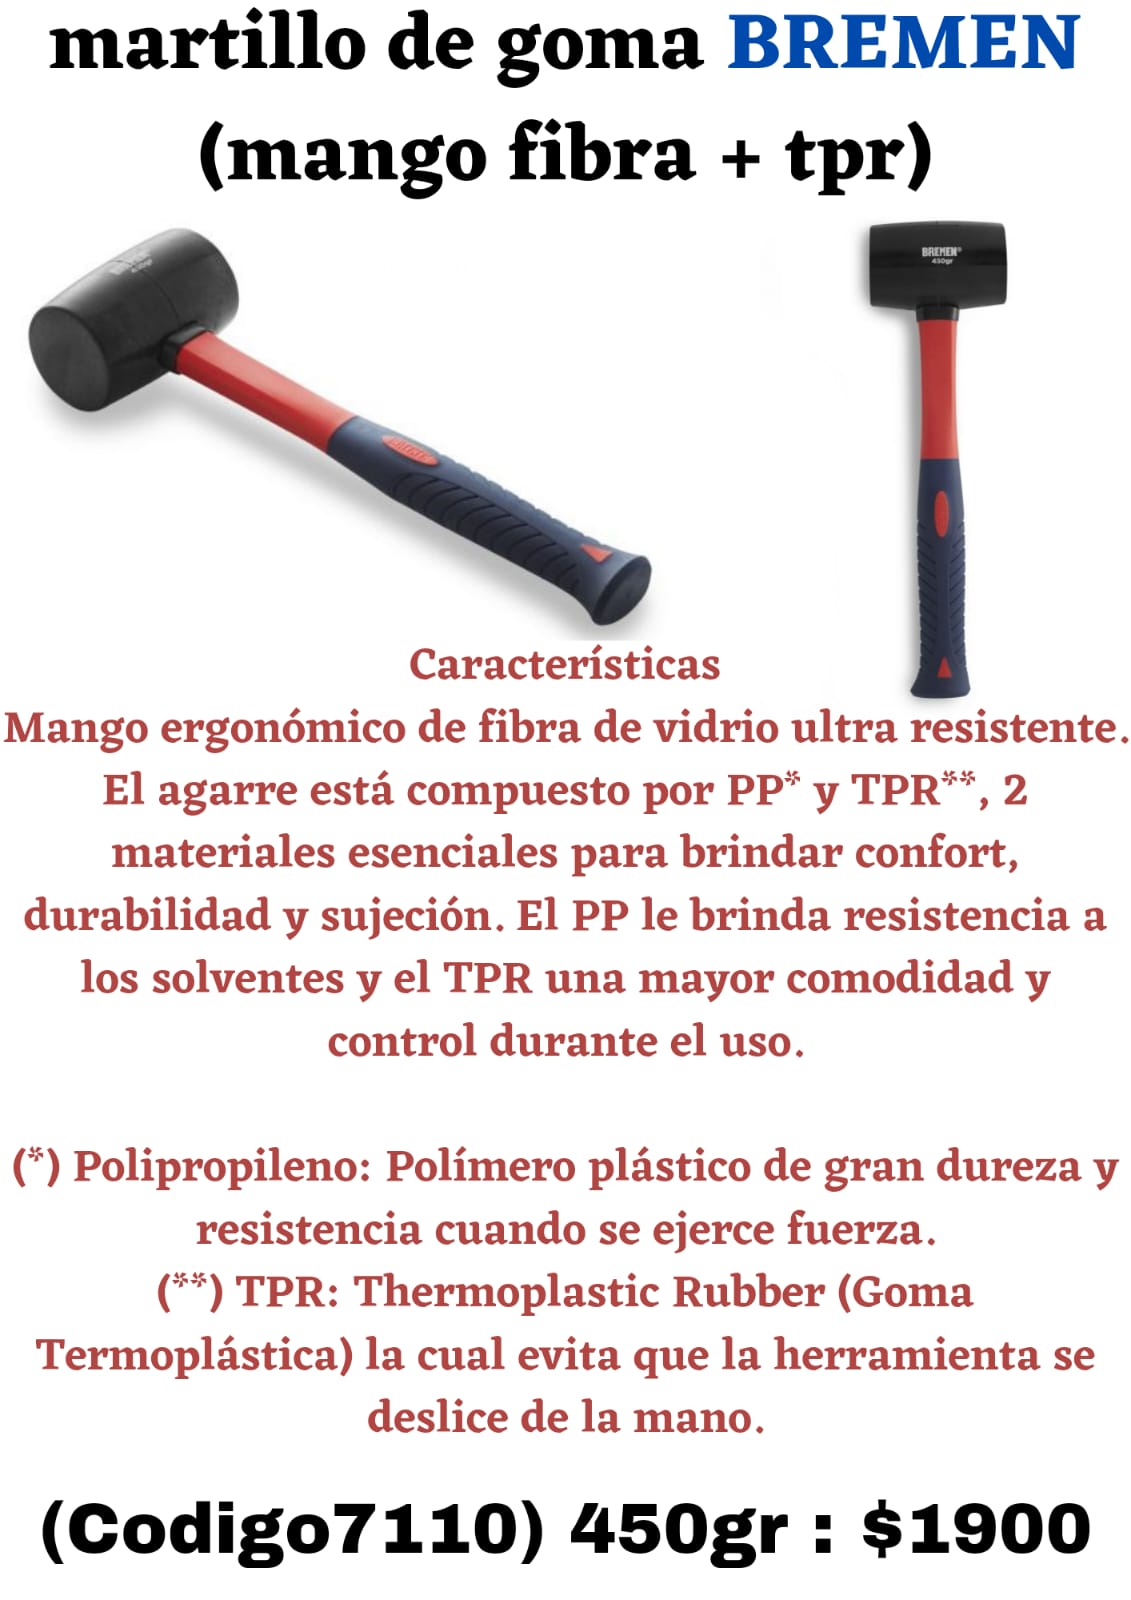 martillo de goma BREMEN
(mango fibra + tpr)
BREMEN
450gr
BREMEN®
450gr
BREMEN
Características
Mango ergonómico de fibra de vidrio ultra resistente.
El agarre está compuesto por PP* y TPR**, 2
materiales esenciales para brindar confort,
durabilidad y sujeción. El PP le brinda resistencia a
los solventes y el TPR una mayor comodidad y
control durante el uso.
(*) Polipropileno: Polímero plástico de gran dureza y
resistencia cuando se ejerce fuerza.
(**) TPR: Thermoplastic Rubber (Goma
Termoplástica) la cual evita que la herramienta se
deslice de la mano.
(Codigo7110) 450gr : $1900